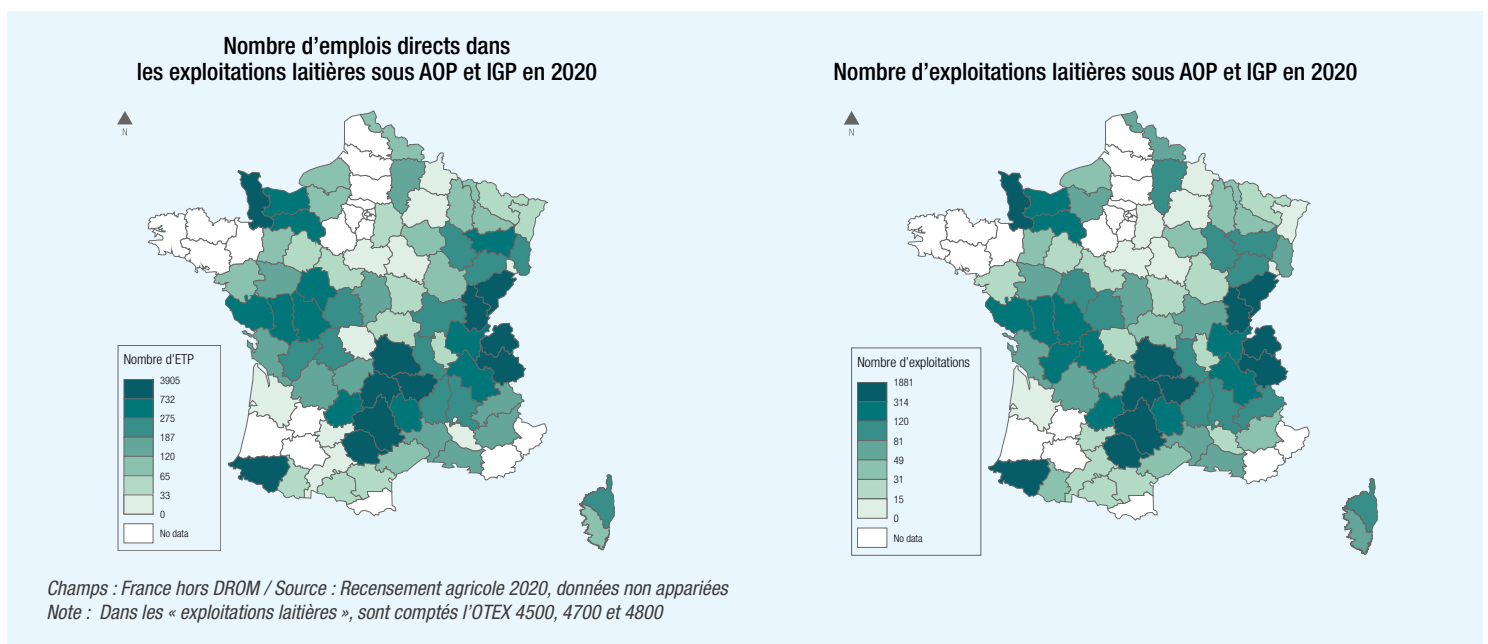 Nombre d'emplois directs dans
les exploitations laitières sous AOP et IGP en 2020
N
Nombre d'ETP
3905
732
275
187
120
65
33
0
No data
Nombre d'exploitations laitières sous AOP et IGP en 2020
N
Nombre d'exploitations
1881
314
120
81
49
31
15
0
No data
Champs : France hors DROM / Source : Recensement agricole 2020, données non appariées
Note : Dans les « exploitations laitières », sont comptés l'OTEX 4500, 4700 et 4800